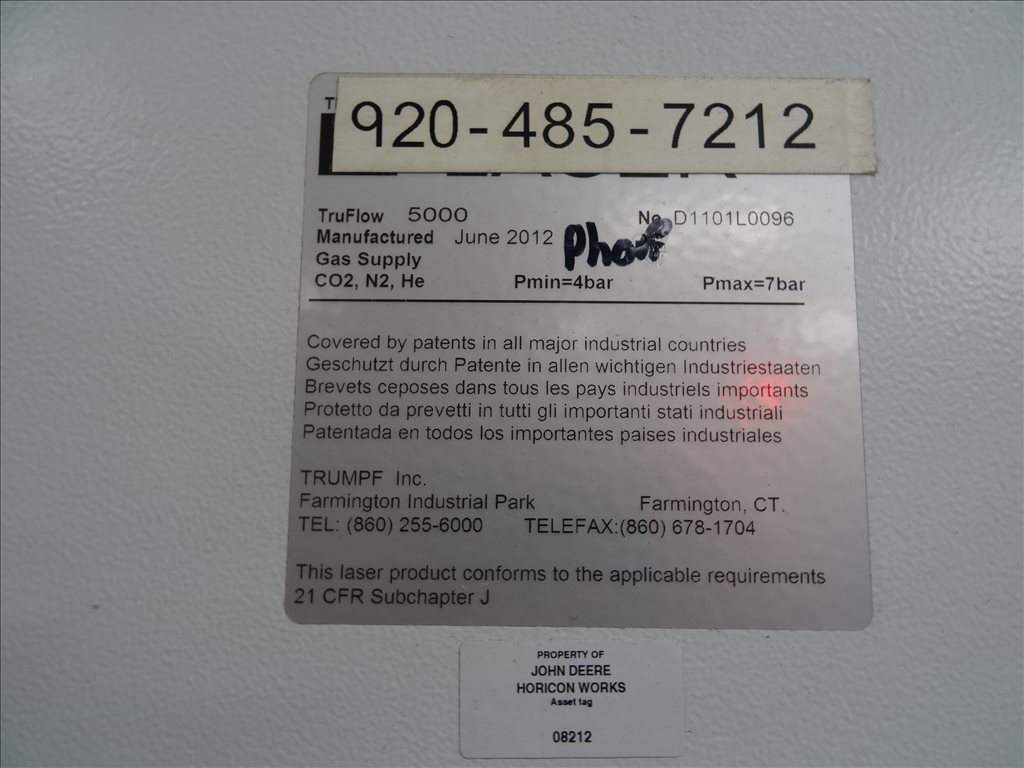 920-485-7212
TruFlow 5000 No. D1101L0096
Manufactured June 2012
Gas Supply
CO2, N2, He Pmin=4bar Pmax=7bar
Covered by patents in all major industrial countries
Geschutzt durch Patente in allen wichtigen Industriestaaten
Brevets ceposes dans tous les pays industriels importants
Protetto da prevetti in tutti gli importanti stati industriali
Patentada en todos los importantes paises industriales
TRUMPF Inc.
Farmington Industrial Park Farmington, CT.
TEL: (860) 255-6000 TELEFAX:(860) 678-1704
This laser product conforms to the applicable requirements
21 CFR Subchapter J
PROPERTY OF
JOHN DEERE
HORICON WORKS
Asset tag
08212